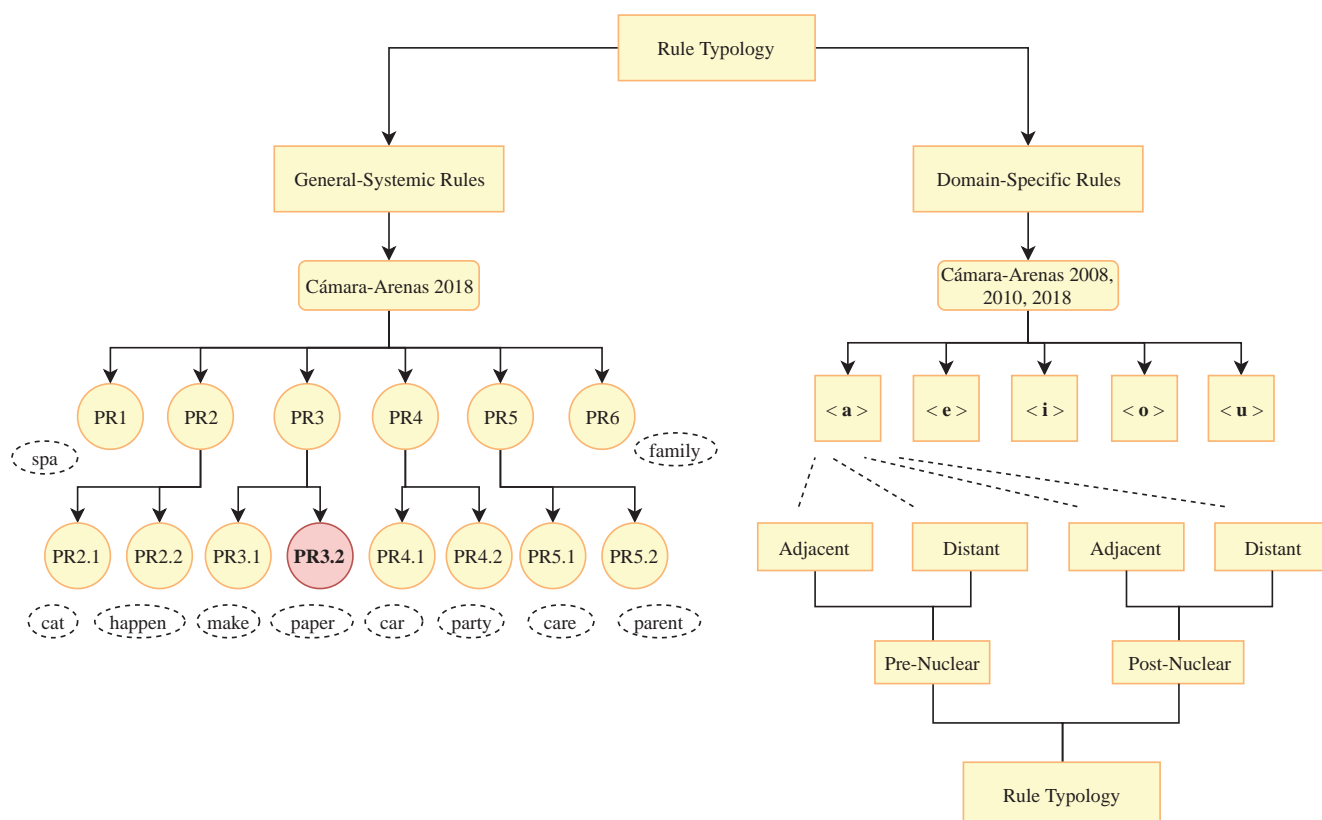 Rule Typology
General-Systemic Rules
Domain-Specific Rules
Cámara-Arenas 2018
Cámara-Arenas 2008,
2010, 2018
PR1
PR2
PR3
PR4
PR5
PR6
< a >
< e >
< i >
< o >
< u >
spa
family
PR2.1
PR2.2
PR3.1
PR3.2
PR4.1
PR4.2
PR5.1
PR5.2
Adjacent
Distant
Adjacent
Distant
cat
happen
make
paper
car
party
care
parent
Pre-Nuclear
Post-Nuclear
Rule Typology